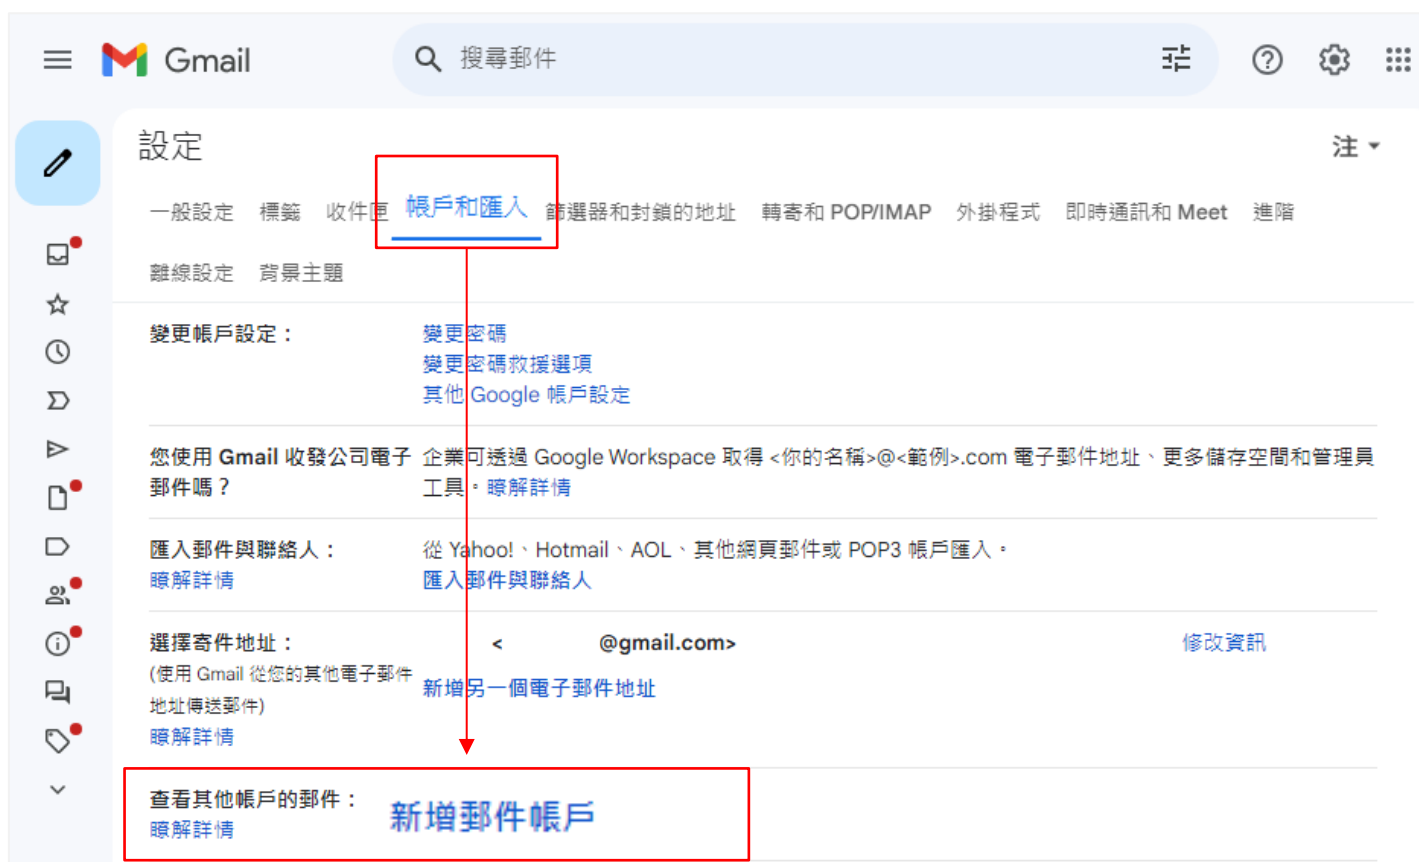 Gmail
搜尋郵件
設定
注
一般設定 標籤 收件匣 帳戶和匯入 篩選器和封鎖的地址 轉寄和 POP/IMAP 外掛程式 即時通訊和 Meet 進階
離線設定 背景主題
變更帳戶設定： 變更密碼
變更密碼救援選項
其他 Google 帳戶設定
您使用 Gmail 收發公司電子 企業可透過 Google Workspace 取得 <你的名稱>@<範例>.com 電子郵件地址、更多儲存空間和管理員
郵件嗎？ 工具。瞭解詳情
匯入郵件與聯絡人： 從 Yahoo!、Hotmail、AOL、其他網頁郵件或 POP3 帳戶匯入。
瞭解詳情 匯入郵件與聯絡人
選擇寄件地址： < @gmail.com> 修改資訊
(使用 Gmail 從您的其他電子郵件
地址傳送郵件) 新增另一個電子郵件地址
瞭解詳情
查看其他帳戶的郵件： 新增郵件帳戶
瞭解詳情